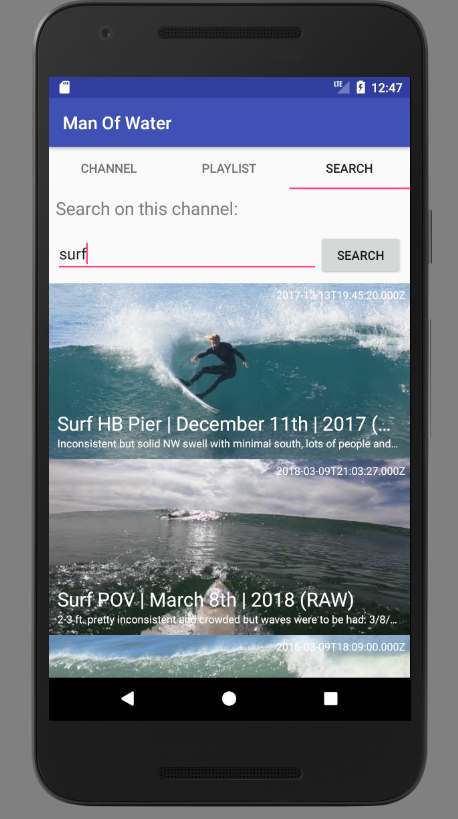 LTE 12:47
Man Of Water
CHANNEL PLAYLIST SEARCH
Search on this channel:
surf SEARCH
2017-12-13T19:45:20.000Z
Surf HB Pier | December 11th | 2017 (...
Inconsistent but solid NW swell with minimal south, lots of people and...
2018-03-09T21:03:27.000Z
Surf POV | March 8th | 2018 (RAW)
2-3 ft. pretty inconsistent and crowded but waves were to be had: 3/8/...
2016-03-09T18:09:00.000Z